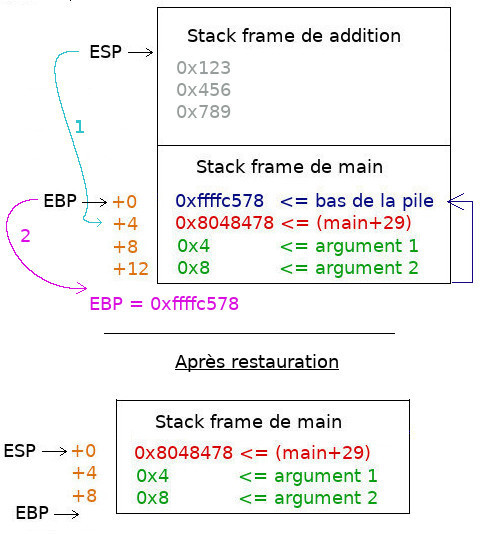 Stack frame de addition
ESP
0x123
0x456
0x789
1
Stack frame de main
EBP +0 0xffffc578 <= bas de la pile
+4 0x8048478 <= (main+29)
2 +8 0x4 <= argument 1
+12 0x8 <= argument 2
EBP = 0xffffc578
Après restauration
Stack frame de main
ESP +0 0x8048478 <= (main+29)
+4 0x4 <= argument 1
+8 0x8 <= argument 2
EBP